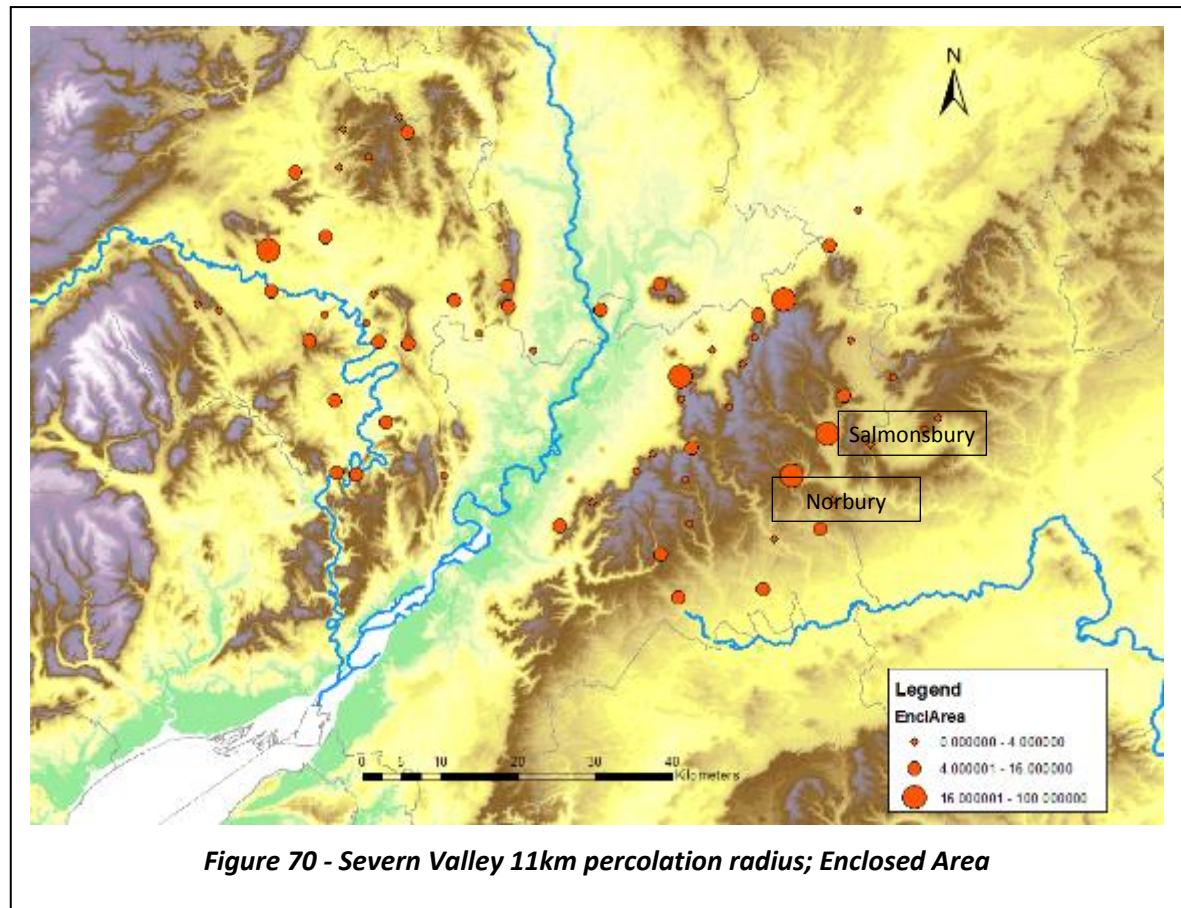 N
Salmonsbury
Norbury
Legend
EnclArea
0.000000 - 4.000000
4.000001 - 16.000000
16.000001 - 100.000000
0 5 10 20 30 40
Kilometers
Figure 70 - Severn Valley 11km percolation radius; Enclosed Area